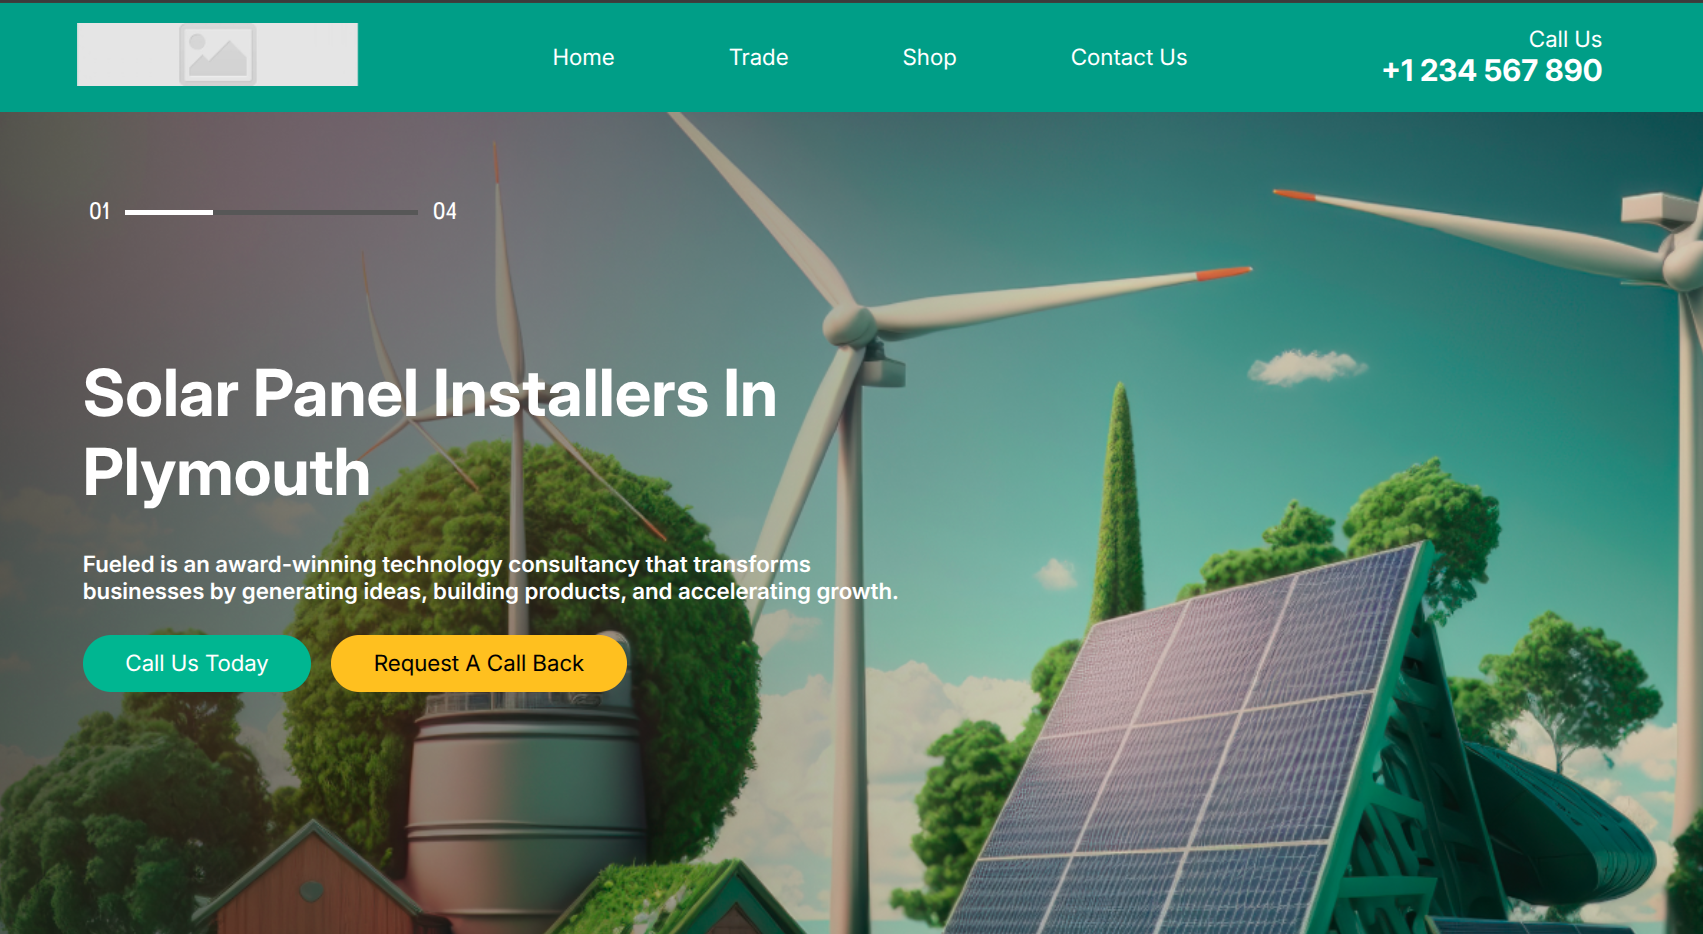 Home Trade Shop Contact Us
Call Us
+1 234 567 890
01 04
Solar Panel Installers In
Plymouth
Fueled is an award-winning technology consultancy that transforms
businesses by generating ideas, building products, and accelerating growth.
Call Us Today Request A Call Back